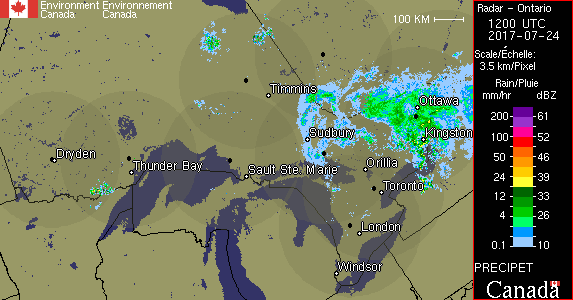 Environment Environnement
Canada Canada
100 KM
Timmins
Ottawa
Sudbury
Kingston
Dryden
Thunder Bay
Sault Ste. Marie
Orillia
Toronto
London
Windsor
Radar - Ontario
1200 UTC
2017-07-24
Scale/Échelle:
3.5 km/Pixel
Rain/Pluie
mm/hr dBZ
200 61
100 52
50 46
24 39
12 33
4 26
2 20
0.1 10
PRECIPET
Canada